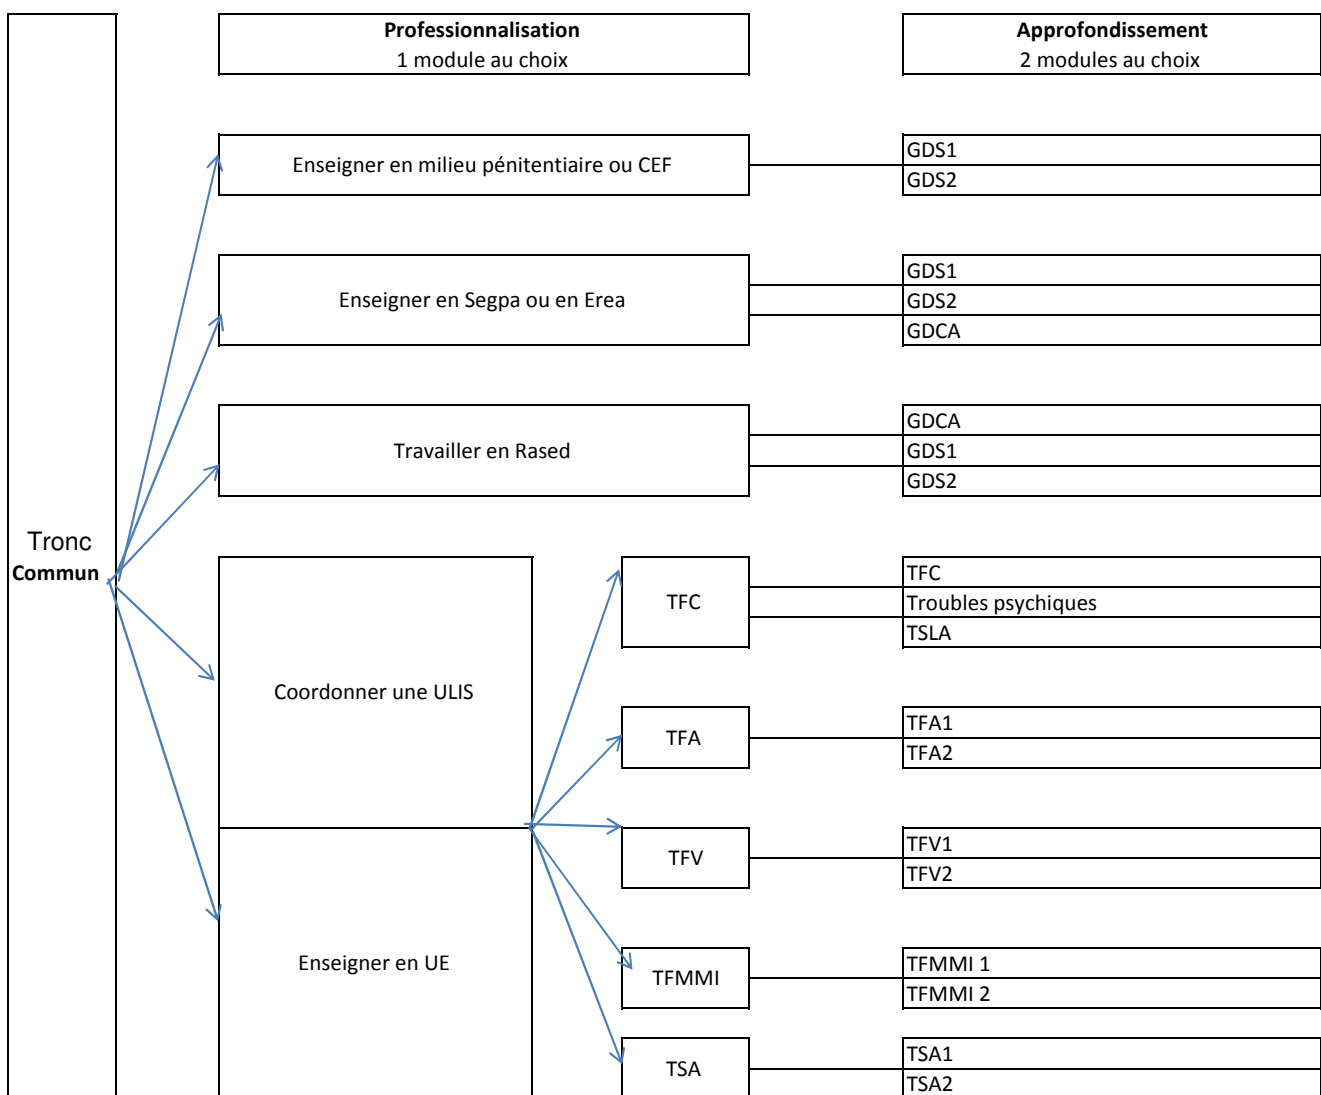 Professionnalisation
1 module au choix
Approfondissement
2 modules au choix
Enseigner en milieu pénitentiaire ou CEF
GDS1
GDS2
Enseigner en Segpa ou en Erea
GDS1
GDS2
GDCA
Travailler en Rased
GDCA
GDS1
GDS2
Tronc
Commun
Coordonner une ULIS
TFC
TFC
Troubles psychiques
TSLA
TFA
TFA1
TFA2
TFV
TFV1
TFV2
Enseigner en UE
TFMMI
TFMMI 1
TFMMI 2
TSA
TSA1
TSA2